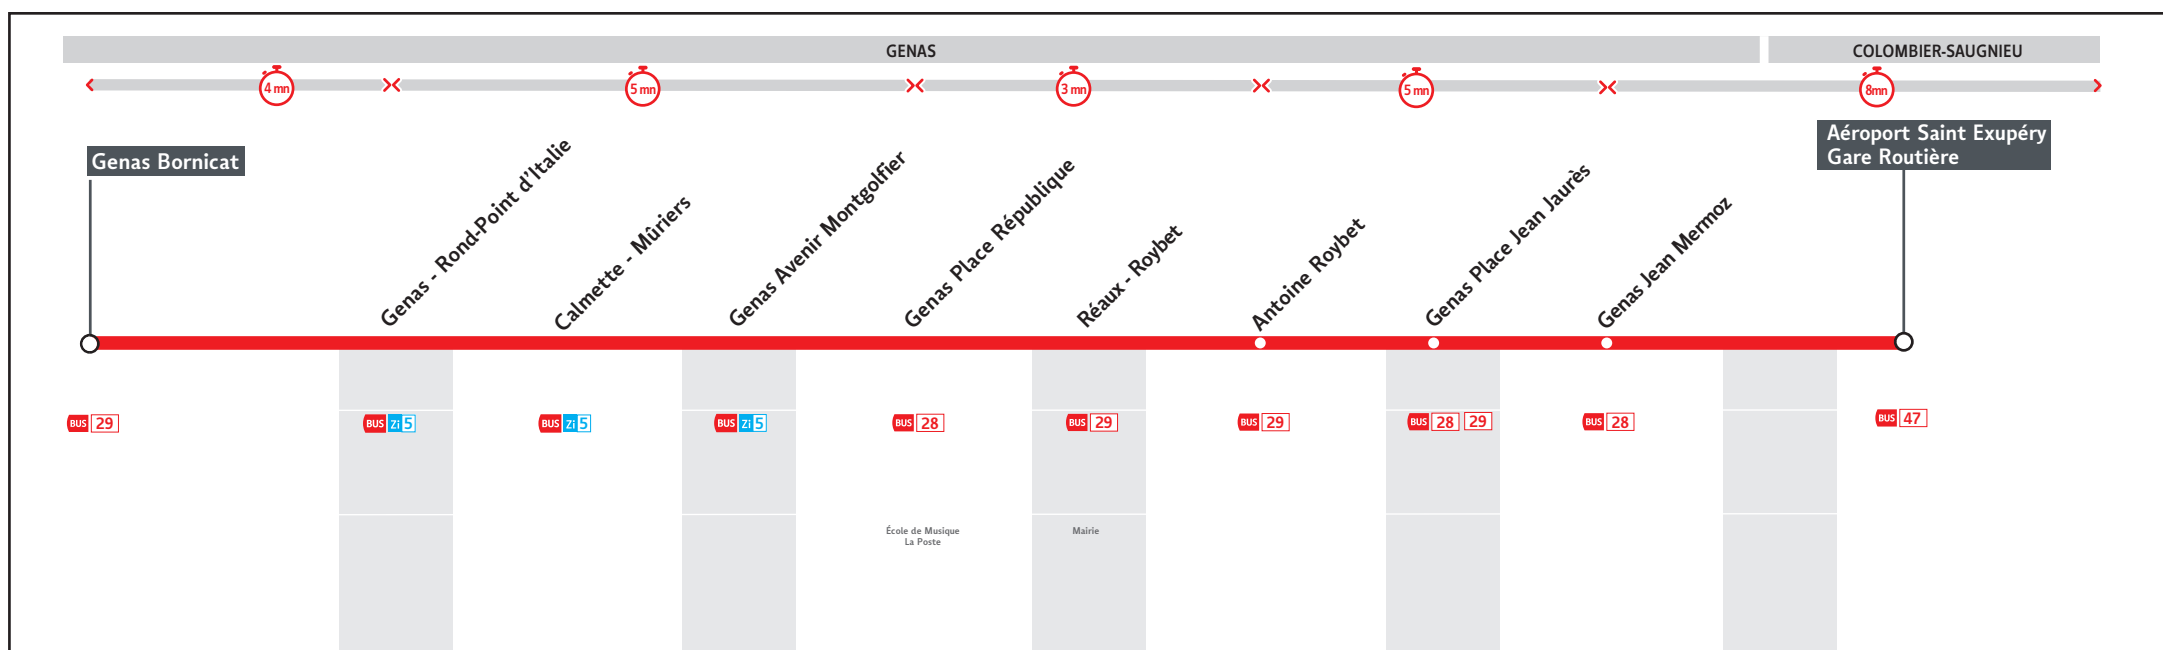 GENAS
COLOMBIER-SAUGNIEU
4 mn
5 mn
3 mn
5 mn
8mn
Genas Bornicat
Genas - Rond-Point d'Italie
Calmette - Mûriers
Genas Avenir Montgolfier
Genas Place République
Réaux - Roybet
Antoine Roybet
Genas Place Jean Jaurès
Genas Jean Mermoz
Aéroport Saint Exupéry
Gare Routière
BUS 29
BUS Zi 5
BUS Zi 5
BUS Zi 5
BUS 28
BUS 29
BUS 29
BUS 28 29
BUS 28
BUS 47
École de Musique
La Poste
Mairie